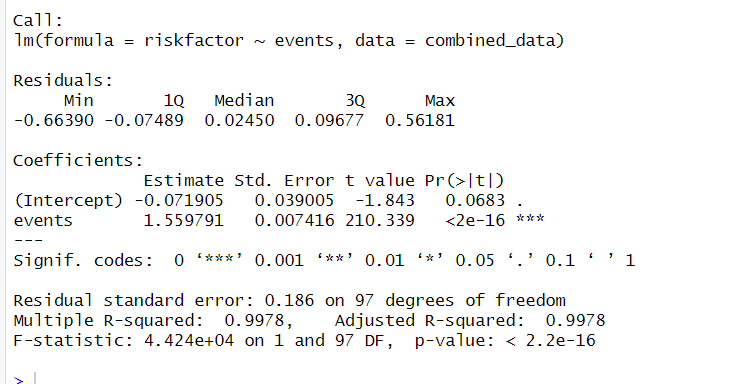 Call:
lm(formula = riskfactor ~ events, data = combined_data)
Residuals:
Min 1Q Median 3Q Max
-0.66390 -0.07489 0.02450 0.09677 0.56181
Coefficients:
Estimate Std. Error t value Pr(>|t|)
(Intercept) -0.071905 0.039005 -1.843 0.0683 .
events 1.559791 0.007416 210.339 <2e-16 ***
---
Signif. codes: 0 ‘***’ 0.001 ‘**’ 0.01 ‘*’ 0.05 ‘.’ 0.1 ‘ ’ 1
Residual standard error: 0.186 on 97 degrees of freedom
Multiple R-squared: 0.9978, Adjusted R-squared: 0.9978
F-statistic: 4.424e+04 on 1 and 97 DF, p-value: < 2.2e-16
>